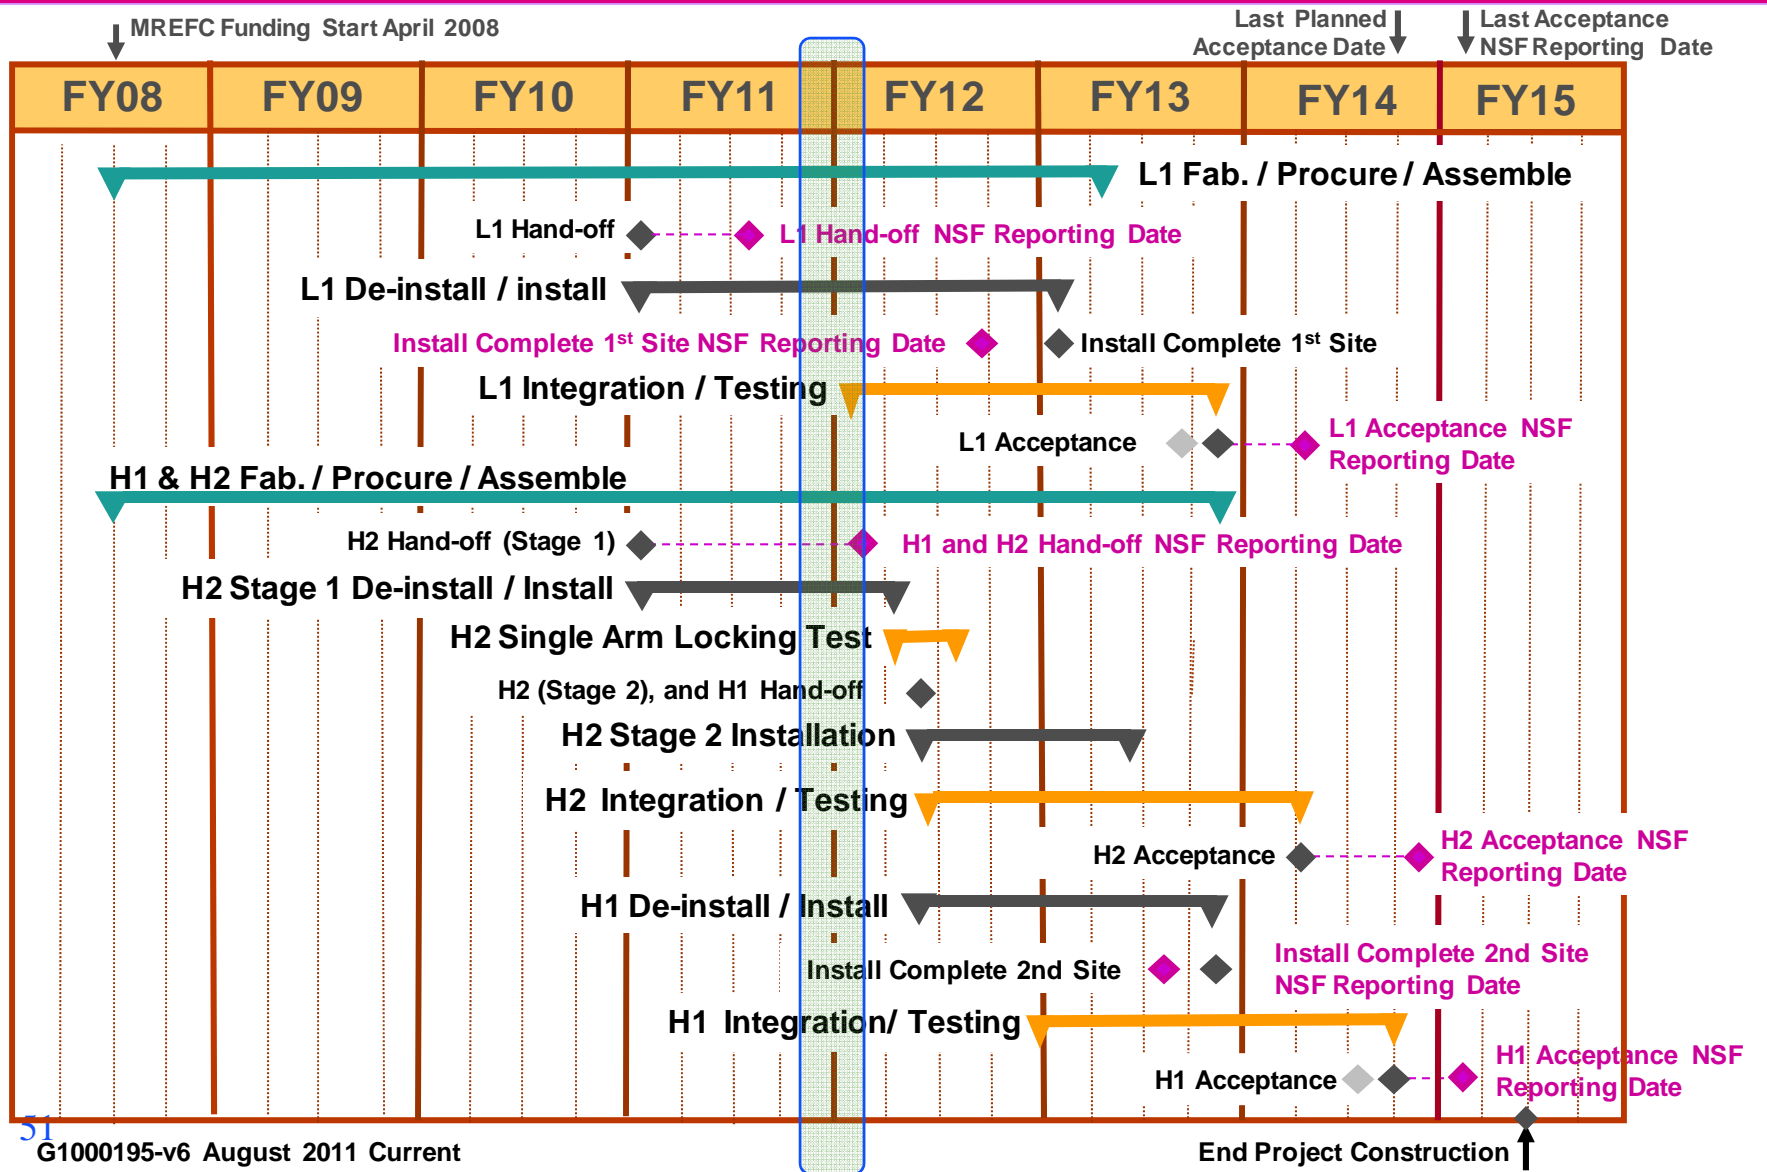 MREFC Funding Start April 2008
Last Planned
Acceptance Date
Last Acceptance
NSF Reporting Date
FY08 FY09 FY10 FY11 FY12 FY13 FY14 FY15
L1 Fab. / Procure / Assemble
L1 Hand-off
L1 Hand-off NSF Reporting Date
L1 De-install / install
Install Complete 1st Site NSF Reporting Date
Install Complete 1st Site
L1 Integration / Testing
L1 Acceptance
L1 Acceptance NSF
Reporting Date
H1 & H2 Fab. / Procure / Assemble
H2 Hand-off (Stage 1)
H1 and H2 Hand-off NSF Reporting Date
H2 Stage 1 De-install / Install
H2 Single Arm Locking Test
H2 (Stage 2), and H1 Hand-off
H2 Stage 2 Installation
H2 Integration / Testing
H2 Acceptance
H2 Acceptance NSF
Reporting Date
H1 De-install / Install
Install Complete 2nd Site
Install Complete 2nd Site
NSF Reporting Date
H1 Integration/ Testing
H1 Acceptance
H1 Acceptance NSF
Reporting Date
51
G1000195-v6 August 2011 Current
End Project Construction